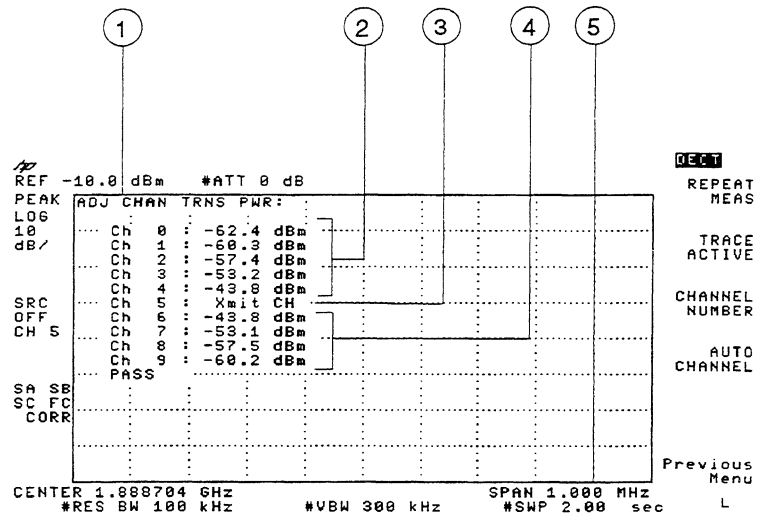 1 2 3 4 5
hp
DECT
REF -10.0 dBm #ATT 0 dB
REPEAT
MEAS
PEAK
LOG
10
dB/
ADJ CHAN TRNS PWR:
Ch 0 : -62.4 dBm
Ch 1 : -60.3 dBm
Ch 2 : -57.4 dBm
Ch 3 : -53.2 dBm
Ch 4 : -43.8 dBm
Ch 5 : Xmit CH
Ch 6 : -43.8 dBm
Ch 7 : -53.1 dBm
Ch 8 : -57.5 dBm
Ch 9 : -60.2 dBm
PASS
TRACE
ACTIVE
CHANNEL
NUMBER
AUTO
CHANNEL
SRC
OFF
CH 5
SA SB
SC FC
CORR
Previous
Menu
CENTER 1.888704 GHz SPAN 1.000 MHz
#RES BW 100 kHz #VBW 300 kHz #SWP 2.00 sec
L